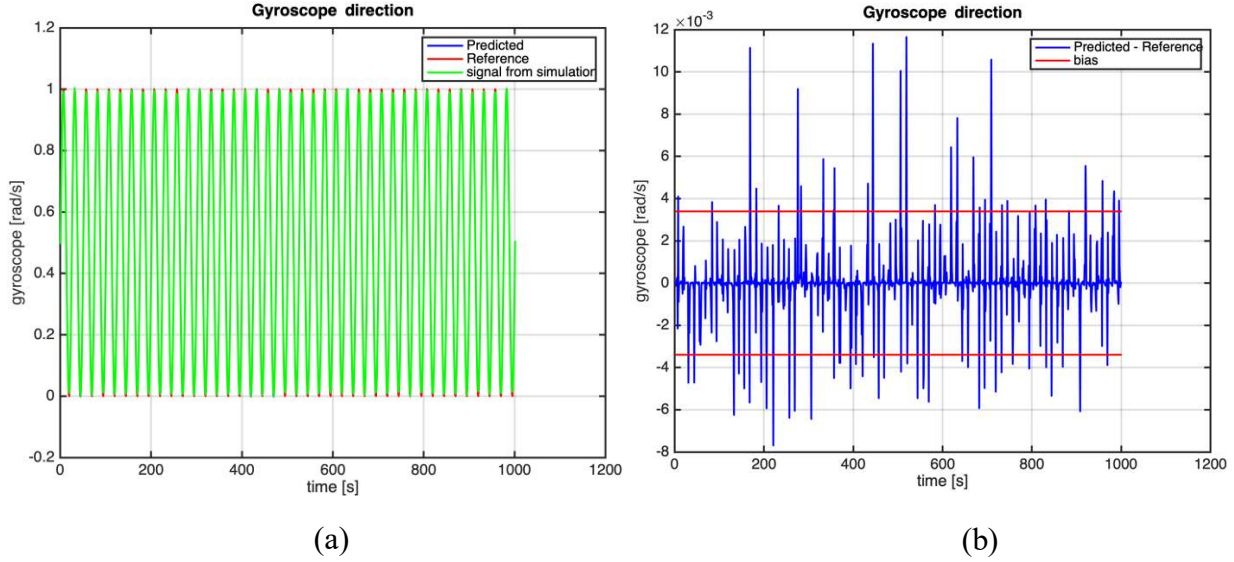 Gyroscope direction
1.2
1
0.8
0.6
0.4
0.2
0
-0.2
gyroscope [rad/s]
Predicted
Reference
signal from simulation
0 200 400 600 800 1000 1200
time [s]
(a)
Gyroscope direction
×10⁻³
12
10
8
6
4
2
0
-2
-4
-6
-8
gyroscope [rad/s]
Predicted - Reference
bias
0 200 400 600 800 1000 1200
time [s]
(b)